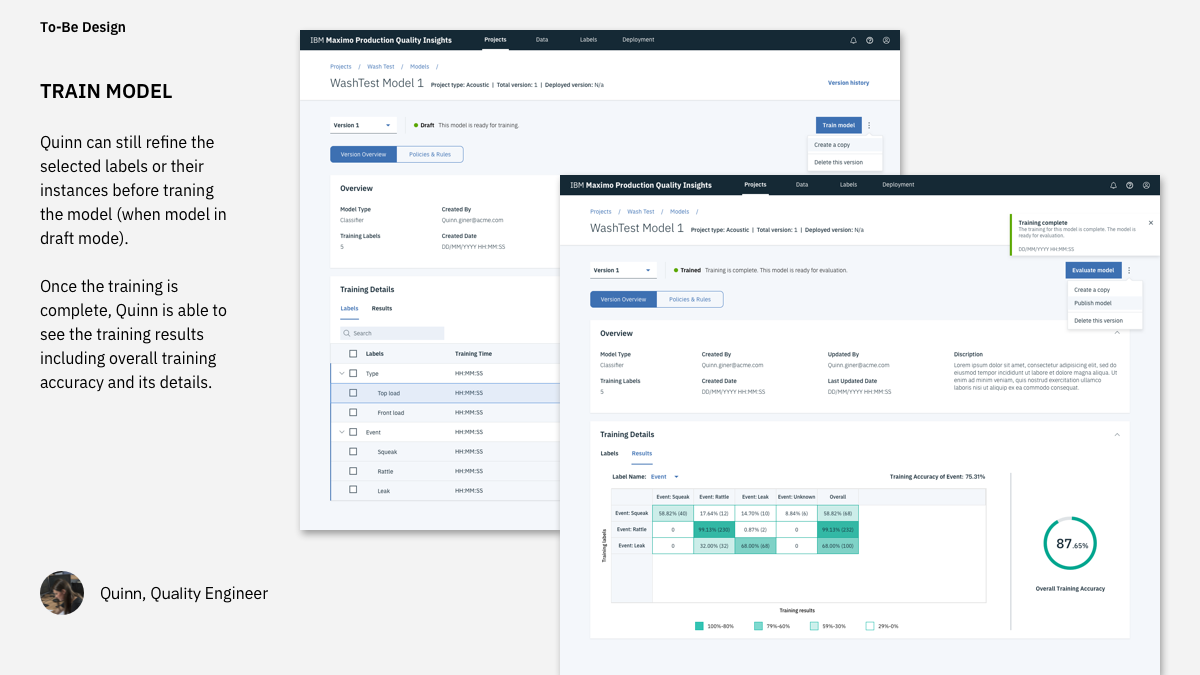 To-Be Design
TRAIN MODEL
Quinn can still refine the
selected labels or their
instances before traning
the model (when model in
draft mode).
Once the training is
complete, Quinn is able to
see the training results
including overall training
accuracy and its details.
Quinn, Quality Engineer
IBM Maximo Production Quality Insights Projects Data Labels Deployment
Projects / Wash Test / Models /
WashTest Model 1 Project type: Acoustic | Total version: 1 | Deployed version: N/a Version history
Version 1 Draft This model is ready for training. Train model
Create a copy
Delete this version
Version Overview Policies & Rules
Overview
Model Type Created By
Classifier Quinn.giner@acme.com
Training Labels Created Date
5 DD/MM/YYYY HH:MM:SS
Training Details
Labels Results
Search
Labels Training Time
Type HH:MM:SS
Top load HH:MM:SS
Front load HH:MM:SS
Event HH:MM:SS
Squeak HH:MM:SS
Rattle HH:MM:SS
Leak HH:MM:SS
IBM Maximo Production Quality Insights Projects Data Labels Deployment
Projects / Wash Test / Models /
WashTest Model 1 Project type: Acoustic | Total version: 1 | Deployed version: N/a
Training complete
The training for this model is complete. The model is
ready for evaluation.
DD/MM/YYYY HH:MM:SS
Version 1 Trained Training is complete. This model is ready for evaluation. Evaluate model
Create a copy
Publish model
Delete this version
Version Overview Policies & Rules
Overview
Model Type Created By Updated By Discription
Classifier Quinn.giner@acme.com Quinn.giner@acme.com
Lorem ipsum dolor sit amet, consectetur adipisicing elit, sed do
eiusmod tempor incididunt ut labore et dolore magna aliqua. Ut
enim ad minim veniam, quis nostrud exercitation ullamco
laboris nisi ut aliquip ex ea commodo consequat.
Training Labels Created Date Last Updated Date
5 DD/MM/YYYY HH:MM:SS DD/MM/YYYY HH:MM:SS
Training Details
Labels Results
Label Name: Event Training Accuracy of Event: 75.31%
Event: Squeak Event: Rattle Event: Leak Event: Unknown Overall
Event: Squeak 58.82% (40) 17.64% (12) 14.70% (10) 8.84% (6) 58.82% (68)
Event: Rattle 0 99.13% (230) 0.87% (2) 0 99.13% (232)
Event: Leak 0 32.00% (32) 68.00% (68) 0 68.00% (100)
Training labels
Training results
100%-80% 79%-60% 59%-30% 29%-0%
87.65%
Overall Training Accuracy